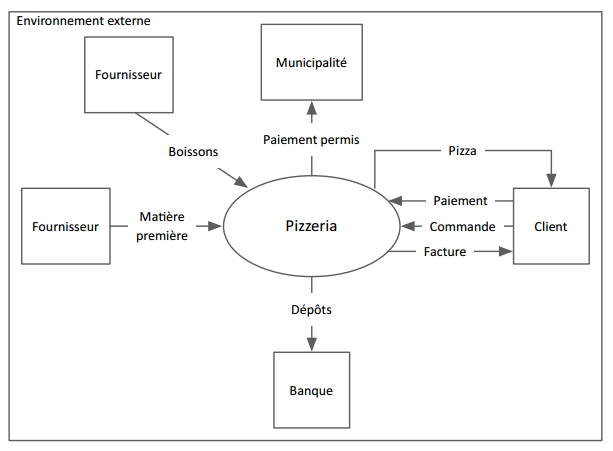 Environnement externe
Fournisseur
Municipalité
Boissons
Paiement permis
Pizza
Fournisseur
Matière
première
Pizzeria
Paiement
Commande
Facture
Client
Dépôts
Banque